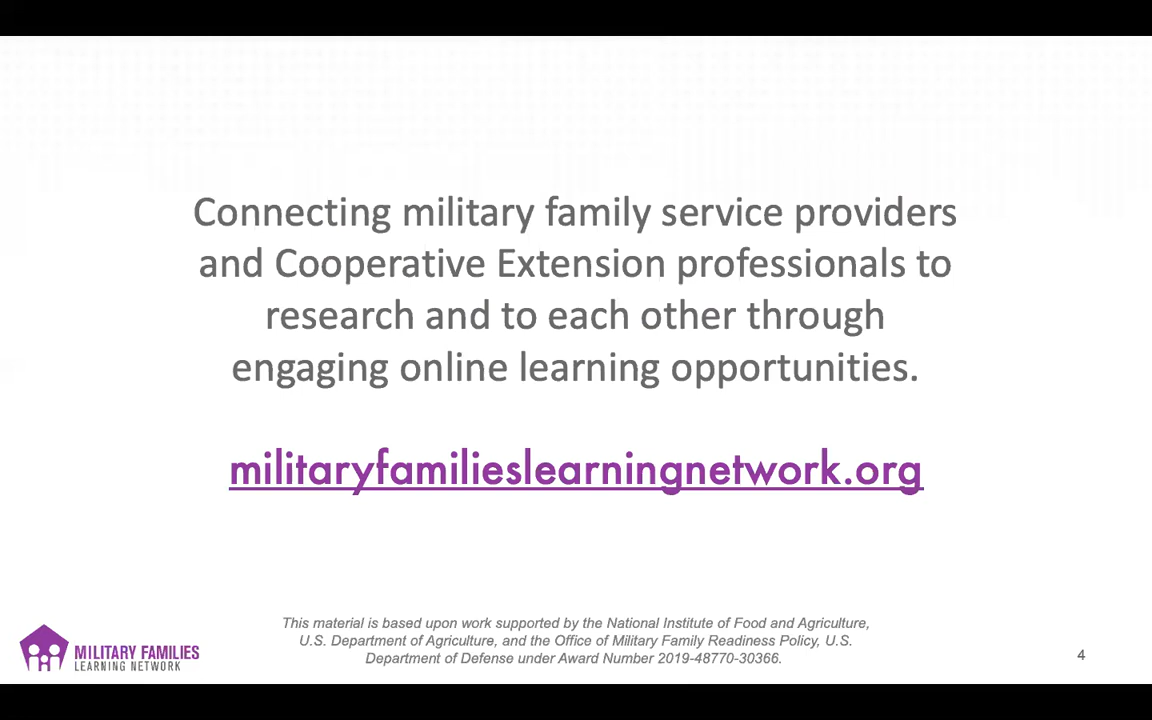 Connecting military family service providers
and Cooperative Extension professionals to
research and to each other through
engaging online learning opportunities.
militaryfamilieslearningnetwork.org
This material is based upon work supported by the National Institute of Food and Agriculture,
U.S. Department of Agriculture, and the Office of Military Family Readiness Policy, U.S.
Department of Defense under Award Number 2019-48770-30366.
MILITARY FAMILIES
LEARNING NETWORK
4